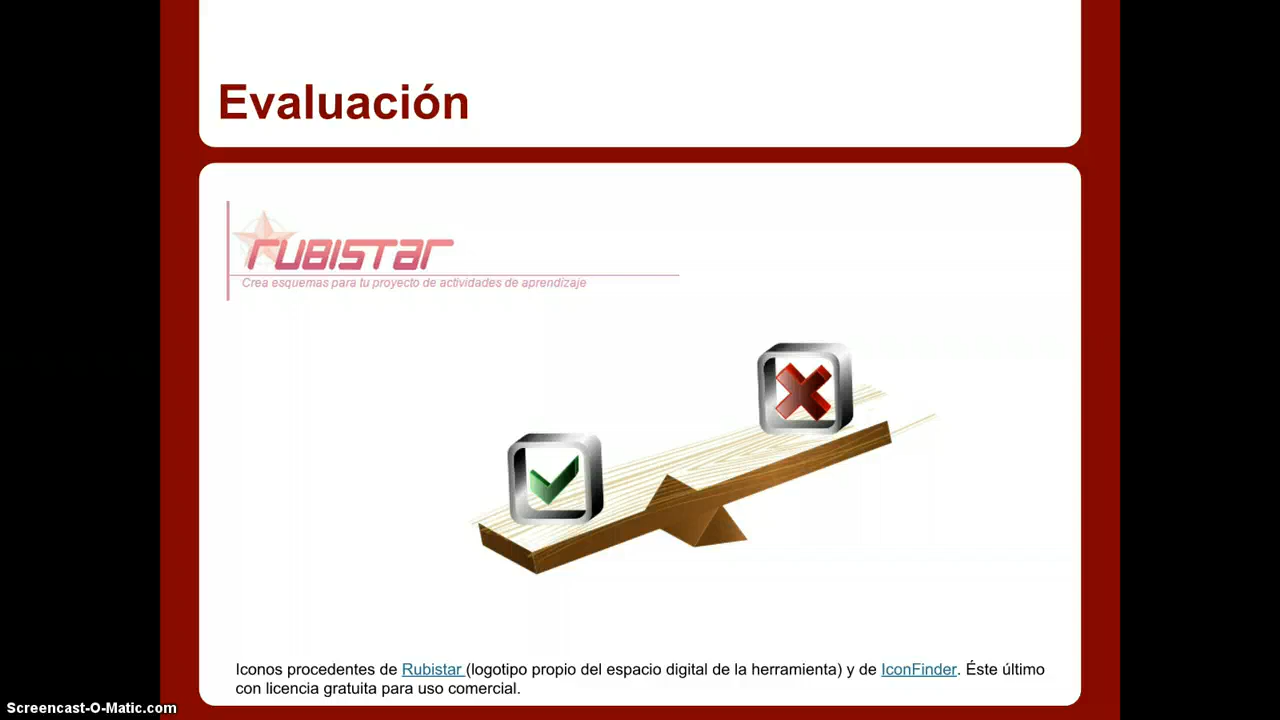 Evaluación
rubistar
Crea esquemas para tu proyecto de actividades de aprendizaje
Iconos procedentes de Rubistar (logotipo propio del espacio digital de la herramienta) y de IconFinder. Éste último
con licencia gratuita para uso comercial.
Screencast-O-Matic.com